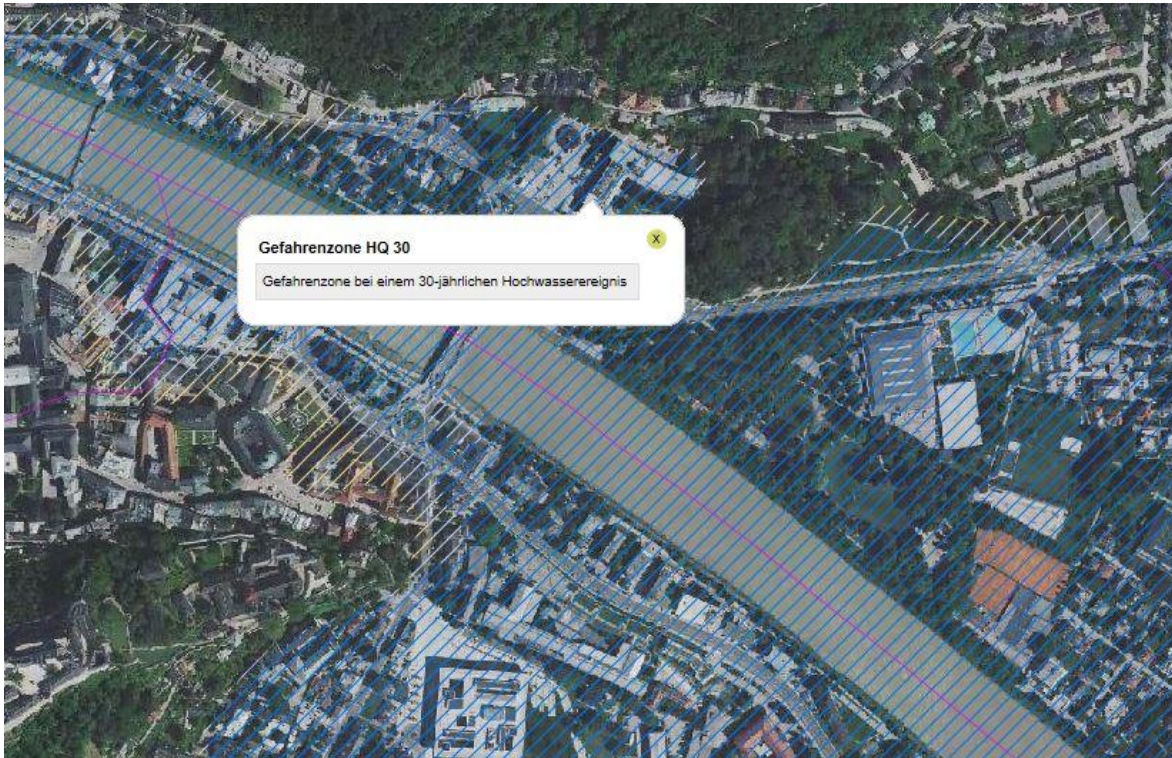 Gefahrenzone HQ 30
X
Gefahrenzone bei einem 30-jährlichen Hochwasserereignis